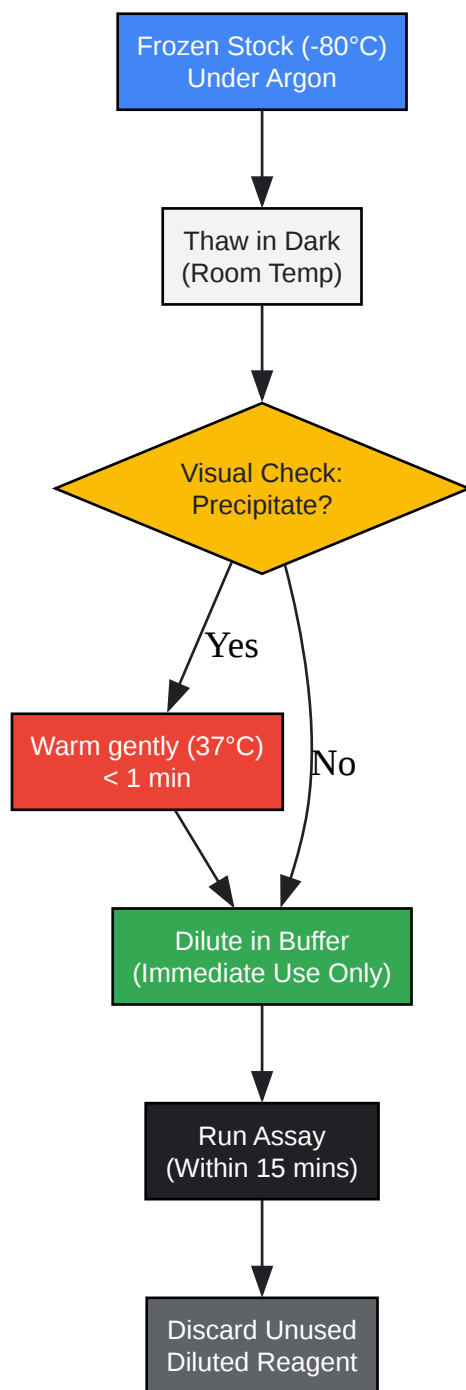 Frozen Stock (-80°C)
Under Argon
Thaw in Dark
(Room Temp)
Visual Check:
Precipitate?
Yes
Warm gently (37°C)
< 1 min
No
Dilute in Buffer
(Immediate Use Only)
Run Assay
(Within 15 mins)
Discard Unused
Diluted Reagent